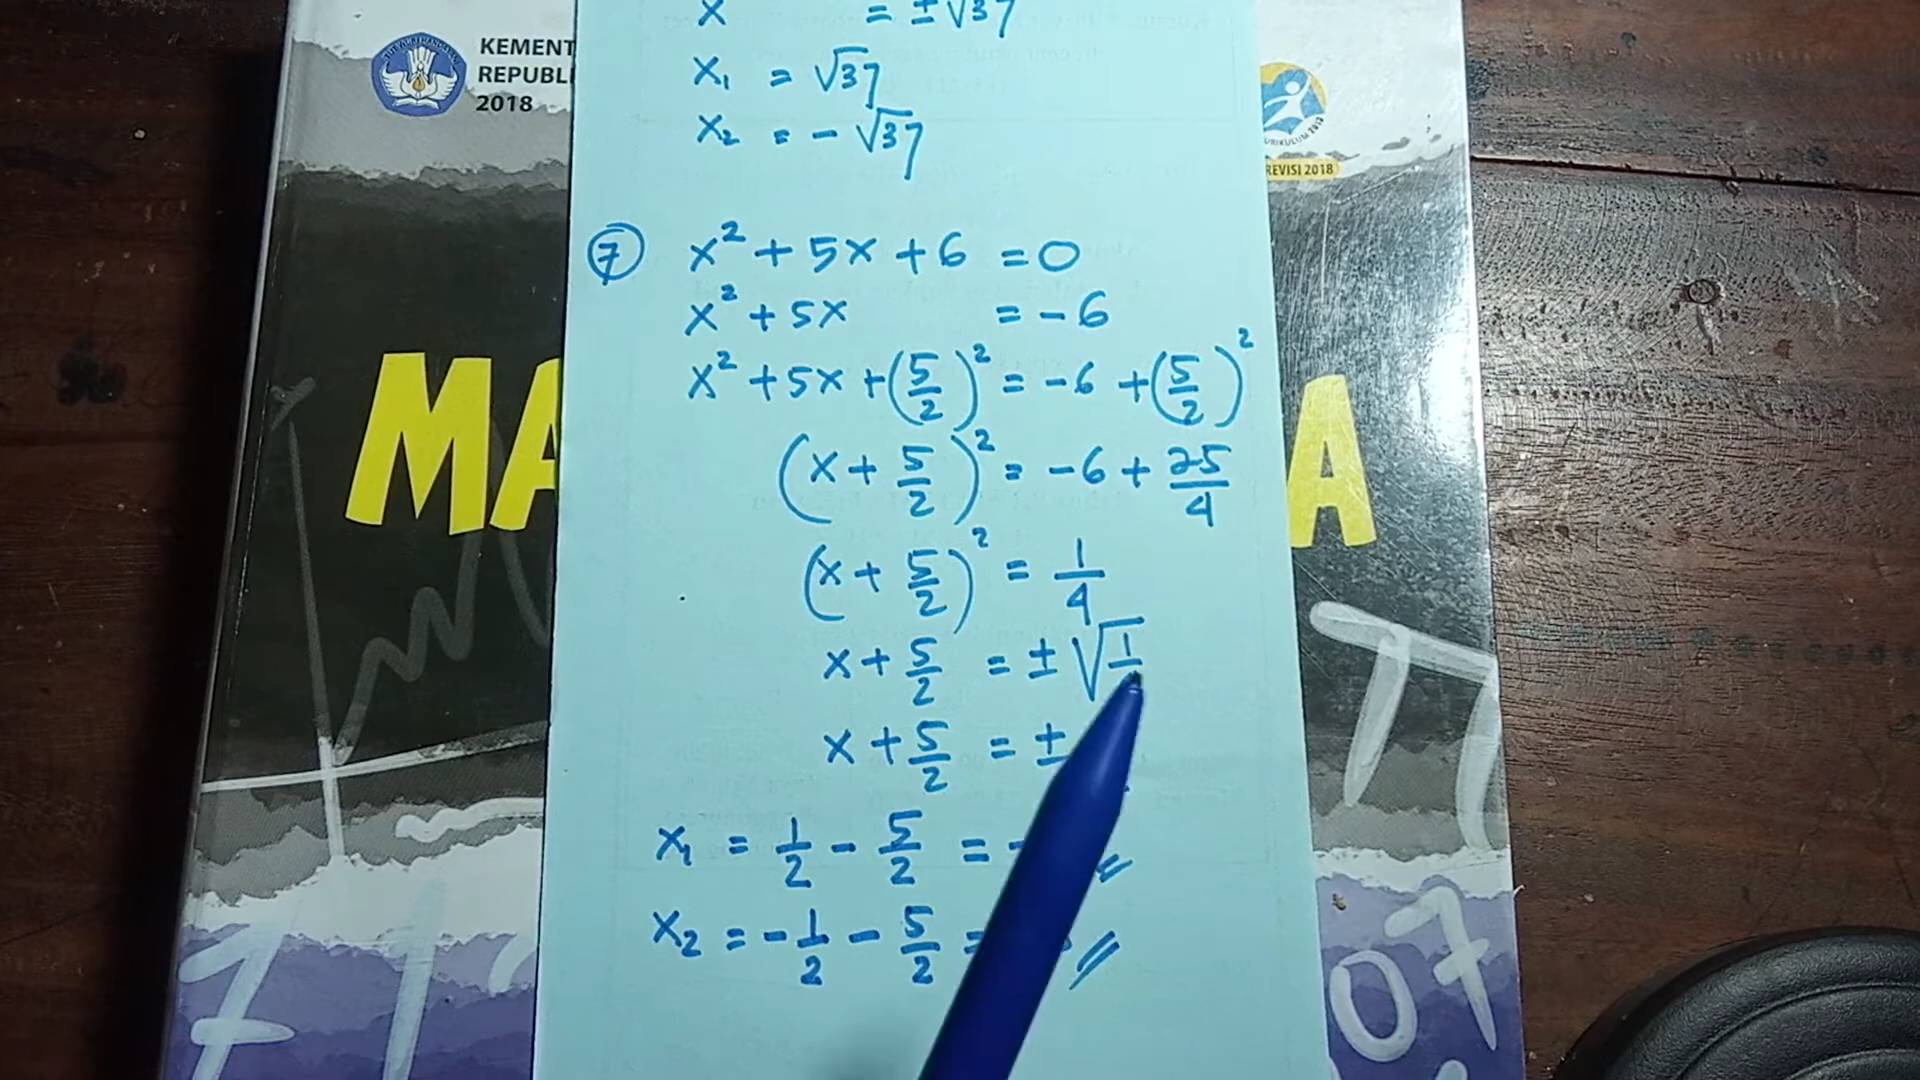 x = ±√37
x₁ = √37
x₂ = - √37
KEMENT
REPUBLI
2018
REVISI 2018
MA
A
⑦ x² + 5x + 6 = 0
x² + 5x = - 6
x² + 5x + (5/2)² = -6 + (5/2)²
(x + 5/2)² = -6 + 25/4
(x + 5/2)² = 1/4
x + 5/2 = ± √1/
x + 5/2 = ±
x₁ = 1/2 - 5/2 = -
x₂ = - 1/2 - 5/2 =
07